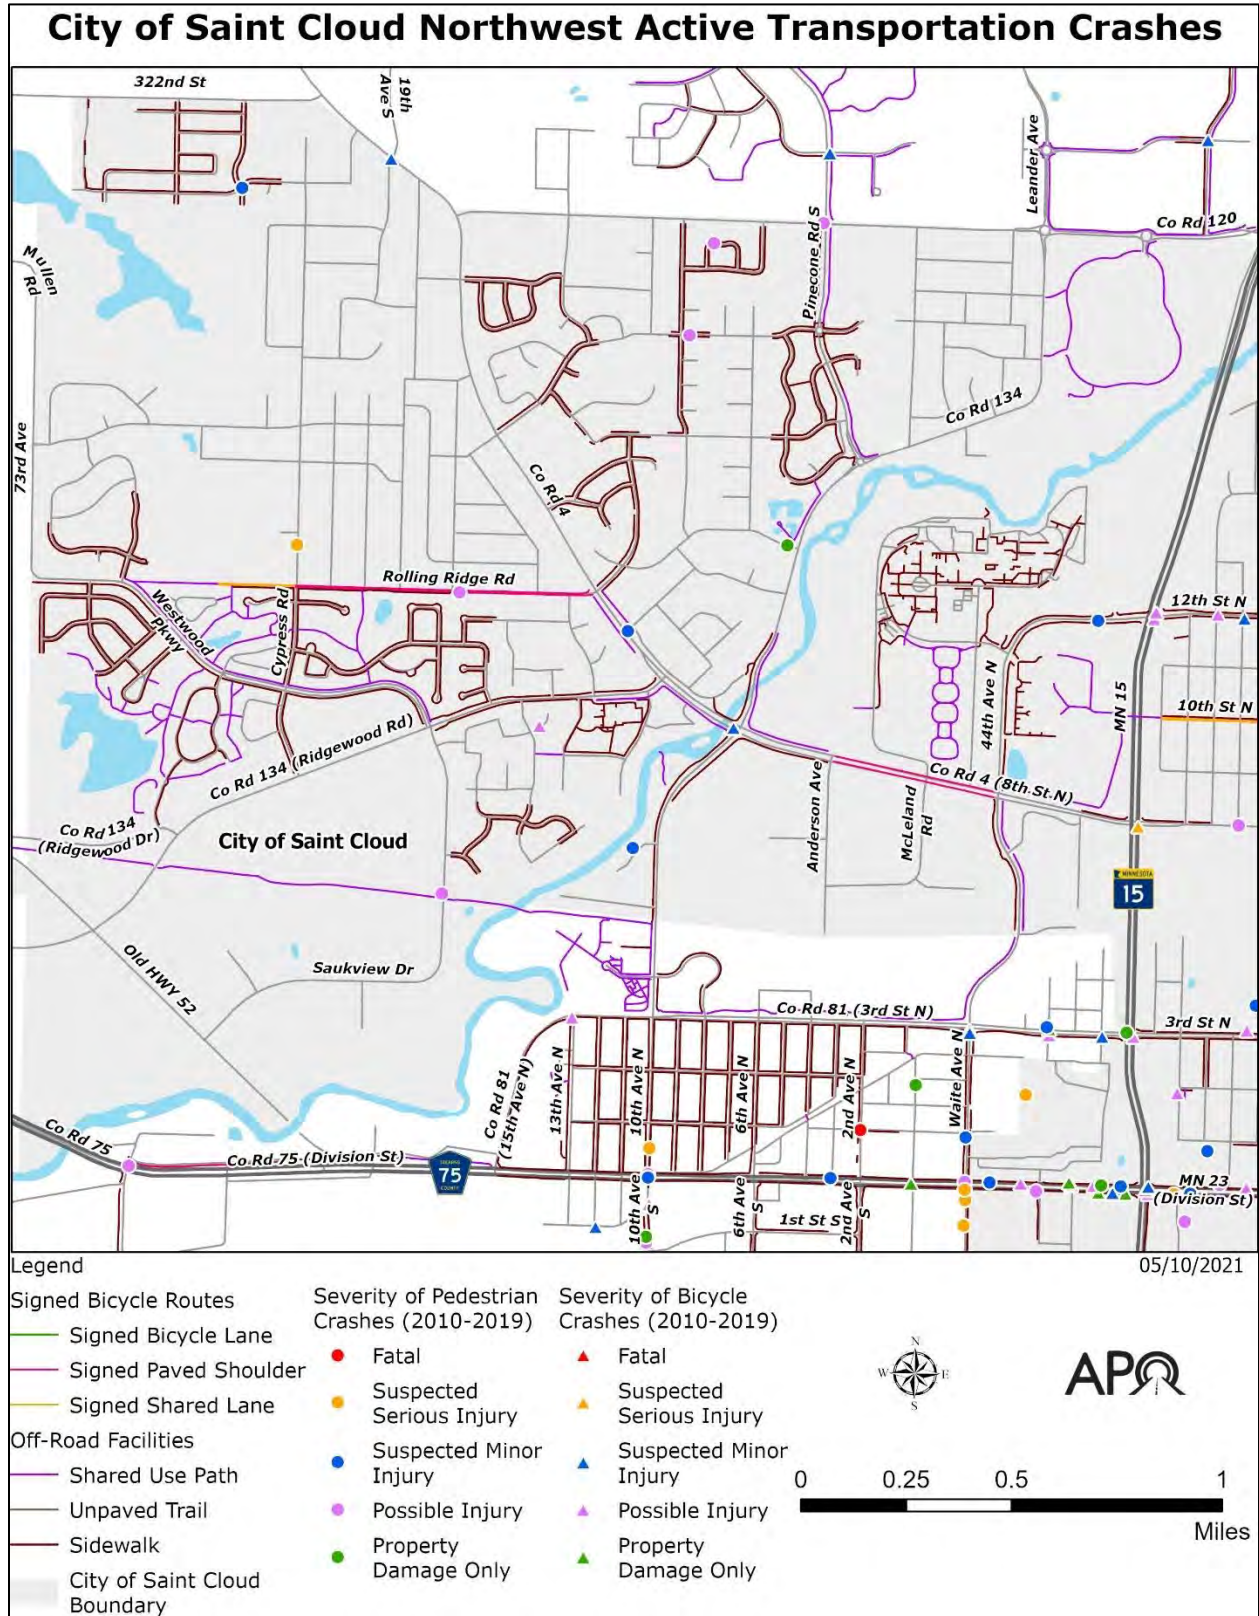 City of Saint Cloud Northwest Active Transportation Crashes
322nd St
19th
Ave S
Leander Ave
Co Rd 120
Pinecone Rd S
Mullen
Rd
Co Rd 134
73rd Ave
Co Rd 4
Rolling Ridge Rd
12th St N
Westwood
Pkwy
Cypress Rd
44th Ave N
MN 15
10th St N
Co Rd 134 (Ridgewood Rd)
Co Rd 4 (8th St N)
Anderson Ave
McLeland
Rd
Co Rd 134
(Ridgewood Dr)
City of Saint Cloud
MINNESOTA
15
Old HWY 52
Saukview Dr
Co Rd 81 (3rd St N)
3rd St N
Co Rd 81
(15th Ave N)
13th Ave N
10th Ave N
6th Ave N
2nd Ave N
Waite Ave N
Co Rd 75
Co Rd 75 (Division St)
75
COUNTY
MN 23
(Division St)
10th Ave
S
6th Ave
S
1st St S
2nd Ave
S
Legend
05/10/2021
Signed Bicycle Routes
Signed Bicycle Lane
Signed Paved Shoulder
Signed Shared Lane
Off-Road Facilities
Shared Use Path
Unpaved Trail
Sidewalk
City of Saint Cloud
Boundary
Severity of Pedestrian
Crashes (2010-2019)
Fatal
Suspected
Serious Injury
Suspected Minor
Injury
Possible Injury
Property
Damage Only
Severity of Bicycle
Crashes (2010-2019)
Fatal
Suspected
Serious Injury
Suspected Minor
Injury
Possible Injury
Property
Damage Only
N
W E
S
APO
0 0.25 0.5 1
Miles